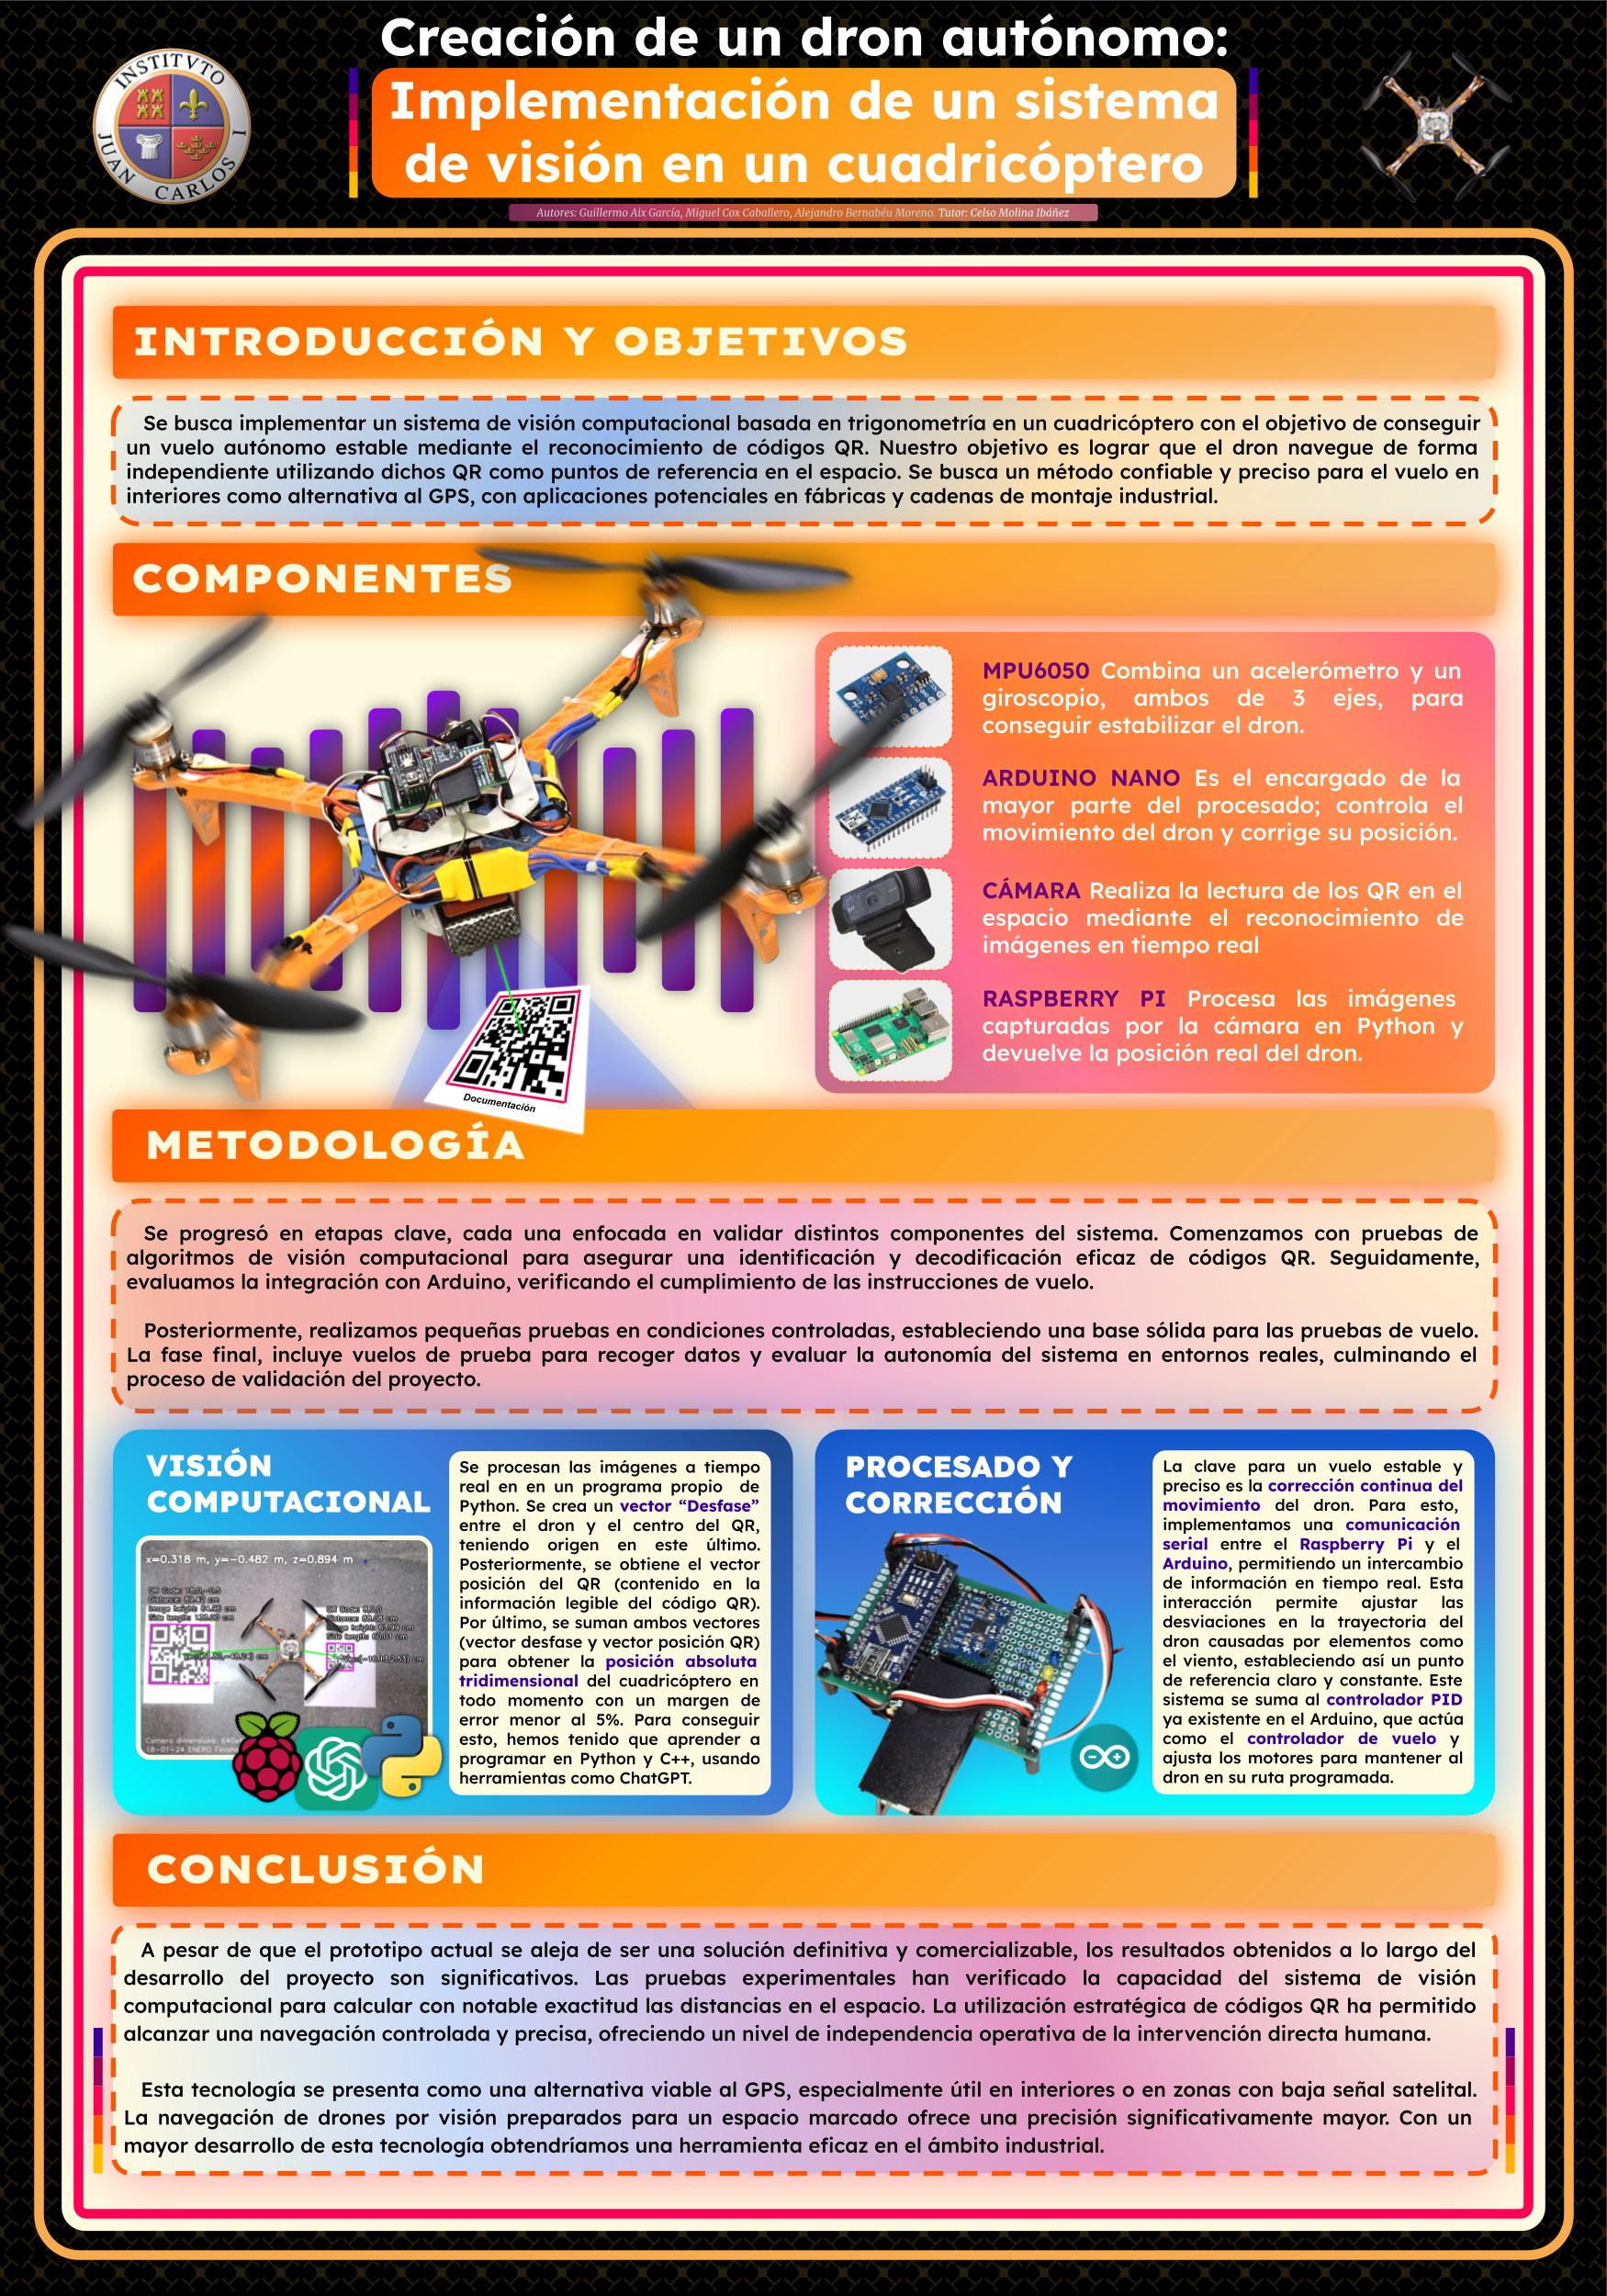 INSTITVTO
JUAN CARLOS I
Creación de un dron autónomo:
Implementación de un sistema
de visión en un cuadricóptero
Autores: Guillermo Aix García, Miguel Cox Caballero, Alejandro Bernabéu Moreno. Tutor: Celso Molina Ibáñez
INTRODUCCIÓN Y OBJETIVOS
Se busca implementar un sistema de visión computacional basada en trigonometría en un cuadricóptero con el objetivo de conseguir
un vuelo autónomo estable mediante el reconocimiento de códigos QR. Nuestro objetivo es lograr que el dron navegue de forma
independiente utilizando dichos QR como puntos de referencia en el espacio. Se busca un método confiable y preciso para el vuelo en
interiores como alternativa al GPS, con aplicaciones potenciales en fábricas y cadenas de montaje industrial.
COMPONENTES
MPU6050 Combina un acelerómetro y un
giroscopio, ambos de 3 ejes, para
conseguir estabilizar el dron.
ARDUINO NANO Es el encargado de la
mayor parte del procesado; controla el
movimiento del dron y corrige su posición.
CÁMARA Realiza la lectura de los QR en el
espacio mediante el reconocimiento de
imágenes en tiempo real
RASPBERRY PI Procesa las imágenes
capturadas por la cámara en Python y
devuelve la posición real del dron.
Documentación
METODOLOGÍA
Se progresó en etapas clave, cada una enfocada en validar distintos componentes del sistema. Comenzamos con pruebas de
algoritmos de visión computacional para asegurar una identificación y decodificación eficaz de códigos QR. Seguidamente,
evaluamos la integración con Arduino, verificando el cumplimiento de las instrucciones de vuelo.
Posteriormente, realizamos pequeñas pruebas en condiciones controladas, estableciendo una base sólida para las pruebas de vuelo.
La fase final, incluye vuelos de prueba para recoger datos y evaluar la autonomía del sistema en entornos reales, culminando el
proceso de validación del proyecto.
VISIÓN
COMPUTACIONAL
x=0.318 m, y=-0.482 m, z=0.894 m
Camera dimensions:
18-01-24 ENERO
Se procesan las imágenes a tiempo
real en en un programa propio de
Python. Se crea un vector “Desfase”
entre el dron y el centro del QR,
teniendo origen en este último.
Posteriormente, se obtiene el vector
posición del QR (contenido en la
información legible del código QR).
Por último, se suman ambos vectores
(vector desfase y vector posición QR)
para obtener la posición absoluta
tridimensional del cuadricóptero en
todo momento con un margen de
error menor al 5%. Para conseguir
esto, hemos tenido que aprender a
programar en Python y C++, usando
herramientas como ChatGPT.
PROCESADO Y
CORRECCIÓN
La clave para un vuelo estable y
preciso es la corrección continua del
movimiento del dron. Para esto,
implementamos una comunicación
serial entre el Raspberry Pi y el
Arduino, permitiendo un intercambio
de información en tiempo real. Esta
interacción permite ajustar las
desviaciones en la trayectoria del
dron causadas por elementos como
el viento, estableciendo así un punto
de referencia claro y constante. Este
sistema se suma al controlador PID
ya existente en el Arduino, que actúa
como el controlador de vuelo y
ajusta los motores para mantener al
dron en su ruta programada.
CONCLUSIÓN
A pesar de que el prototipo actual se aleja de ser una solución definitiva y comercializable, los resultados obtenidos a lo largo del
desarrollo del proyecto son significativos. Las pruebas experimentales han verificado la capacidad del sistema de visión
computacional para calcular con notable exactitud las distancias en el espacio. La utilización estratégica de códigos QR ha permitido
alcanzar una navegación controlada y precisa, ofreciendo un nivel de independencia operativa de la intervención directa humana.
Esta tecnología se presenta como una alternativa viable al GPS, especialmente útil en interiores o en zonas con baja señal satelital.
La navegación de drones por visión preparados para un espacio marcado ofrece una precisión significativamente mayor. Con un
mayor desarrollo de esta tecnología obtendríamos una herramienta eficaz en el ámbito industrial.